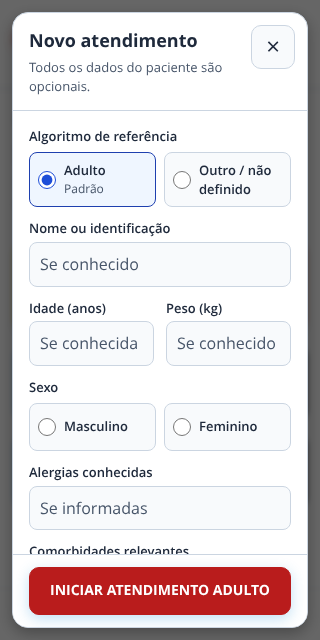 Novo atendimento
Todos os dados do paciente são
opcionais.
Algoritmo de referência
Adulto
Padrão
Outro / não
definido
Nome ou identificação
Se conhecido
Idade (anos)
Peso (kg)
Se conhecida
Se conhecido
Sexo
Masculino
Feminino
Alergias conhecidas
Se informadas
Comorbidades relevantes
INICIAR ATENDIMENTO ADULTO